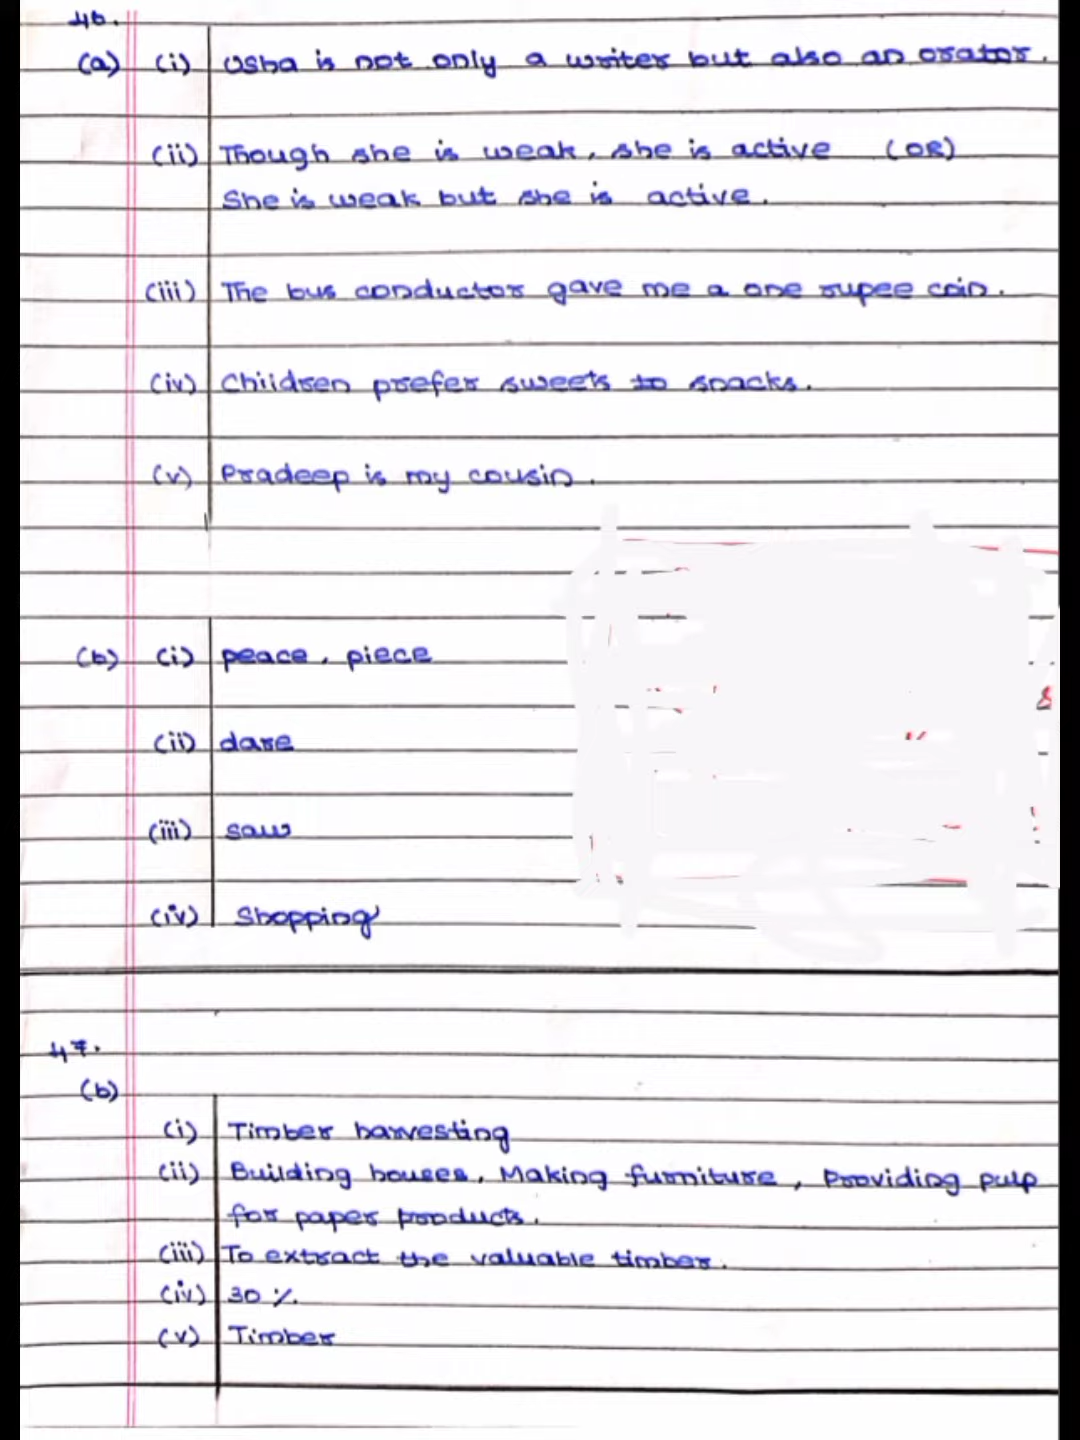 46.
(a) (i) Usha is not only a writer but also an orator.
(ii) Though she is weak, she is active (OR)
She is weak but she is active.
(iii) The bus conductor gave me a one rupee coin.
(iv) Children prefer sweets to snacks.
(v) Pradeep is my cousin.
(b) (i) peace, piece
(ii) dare
(iii) saw
(iv) Shopping
47.
(b)
(i) Timber harvesting
(ii) Building houses, Making furniture, Providing pulp
for paper products.
(iii) To extract the valuable timber.
(iv) 30 %.
(v) Timber